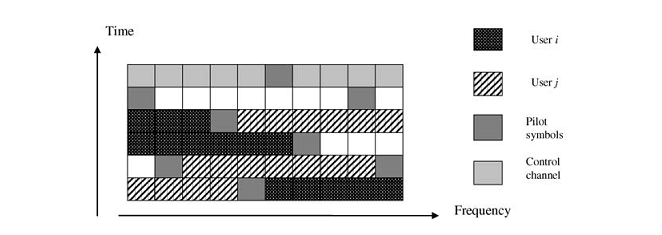 Time
User i
User j
Pilot
symbols
Control
channel
Frequency